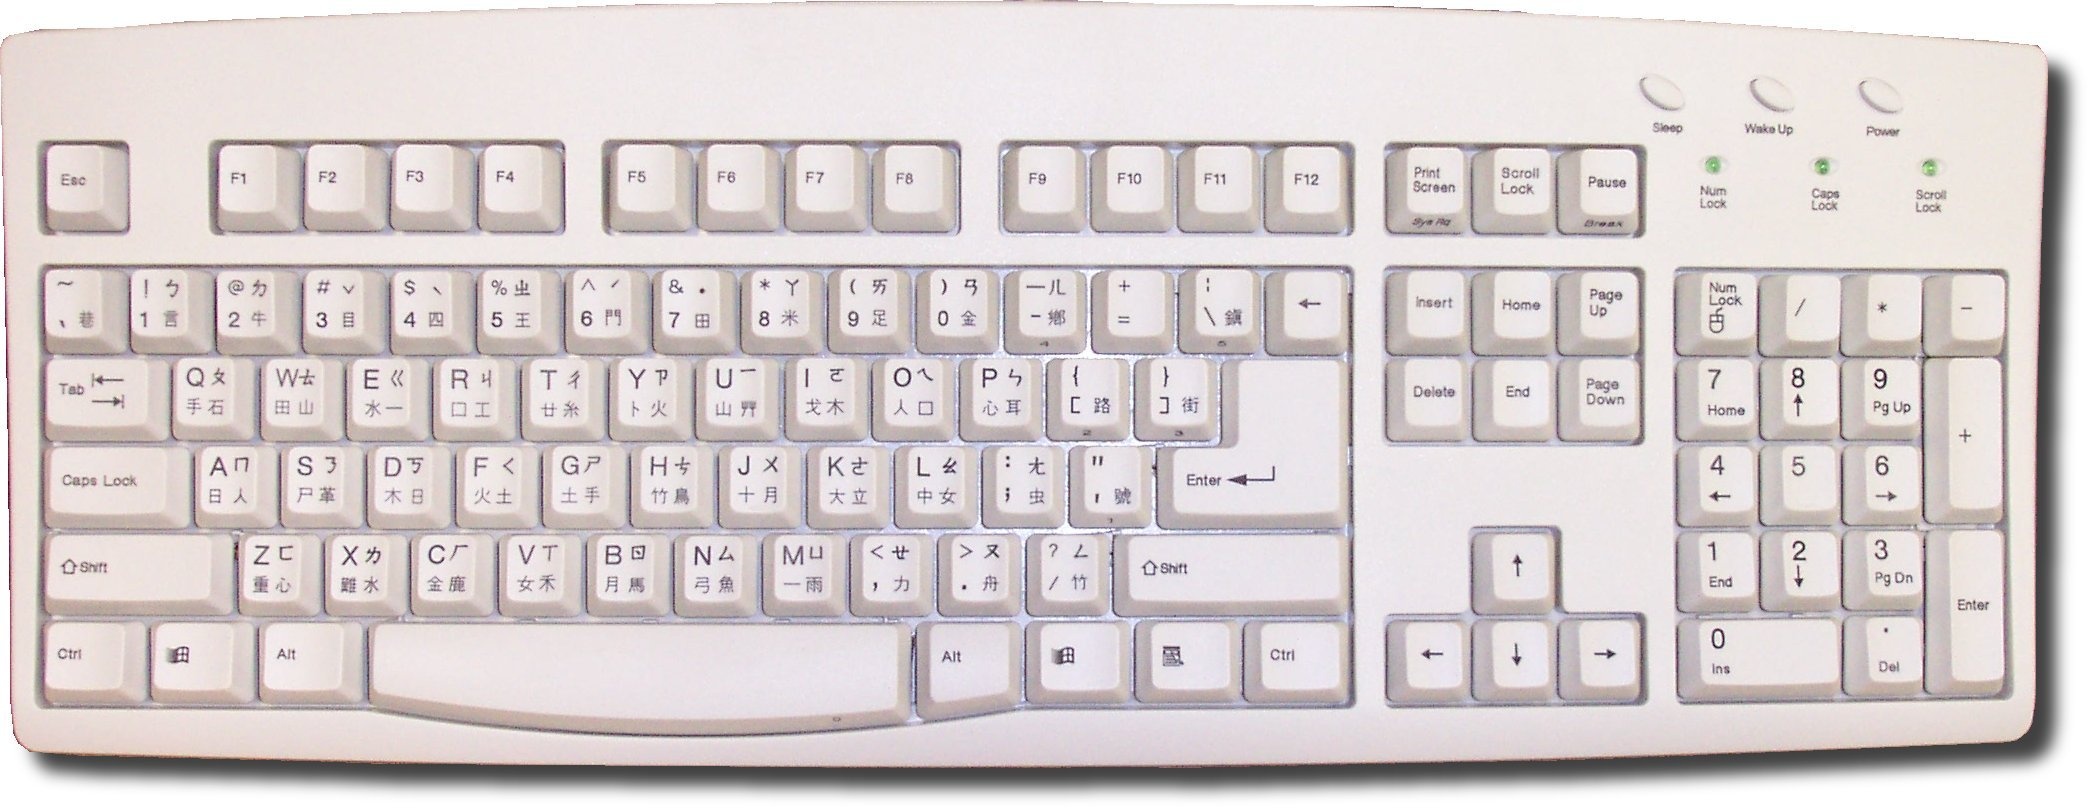 Sleep Wake Up Power
Num Lock Caps Lock Scroll Lock
Esc F1 F2 F3 F4 F5 F6 F7 F8 F9 F10 F11 F12 Print Screen Scroll Lock Pause
Sys Rq Break
~ ! ㄅ @ ㄉ # ˇ $ ˋ % ㄓ ^ ˊ & ˙ * ㄚ ( ㄞ ) ㄢ — ㄦ + ¦ ← Insert Home Page Up Num Lock / * −
、 巷 1 言 2 牛 3 目 4 四 5 王 6 門 7 田 8 米 9 足 0 金 - 鄉 = \ 鎮
4 5
Tab Q ㄆ W ㄊ E ㄍ R ㄐ T ㄔ Y ㄗ U ㄧ I ㄛ O ㄟ P ㄣ { } Delete End Page Down 7 8 9 +
手 石 田 山 水 一 口 工 廿 糸 卜 火 山 艸 戈 木 人 口 心 耳 [ 路 ] 街 Home ↑ Pg Up
2 3
Caps Lock A ㄇ S ㄋ D ㄎ F ㄑ G ㄕ H ㄘ J ㄨ K ㄜ L ㄠ : ㄤ " Enter 4 5 6
日 人 尸 革 木 日 火 土 土 手 竹 鳥 十 月 大 立 中 女 ; 虫 ' 號 ← →
1
Shift Z ㄈ X ㄌ C ㄏ V ㄒ B ㄖ N ㄙ M ㄩ < ㄝ > ㄡ ? ㄥ Shift ↑ 1 2 3 Enter
重 心 難 水 金 鹿 女 禾 月 馬 弓 魚 一 雨 , 力 . 舟 / 竹 End ↓ Pg Dn
Ctrl Alt Alt Ctrl ← ↓ → 0 .
Ins Del
0